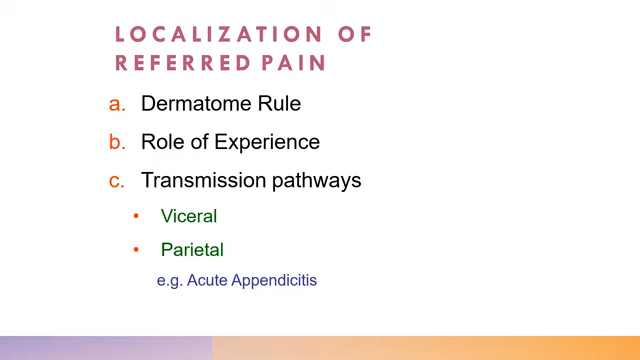 LOCALIZATION OF
REFERRED PAIN
a. Dermatome Rule
b. Role of Experience
c. Transmission pathways
• Viceral
• Parietal
e.g. Acute Appendicitis